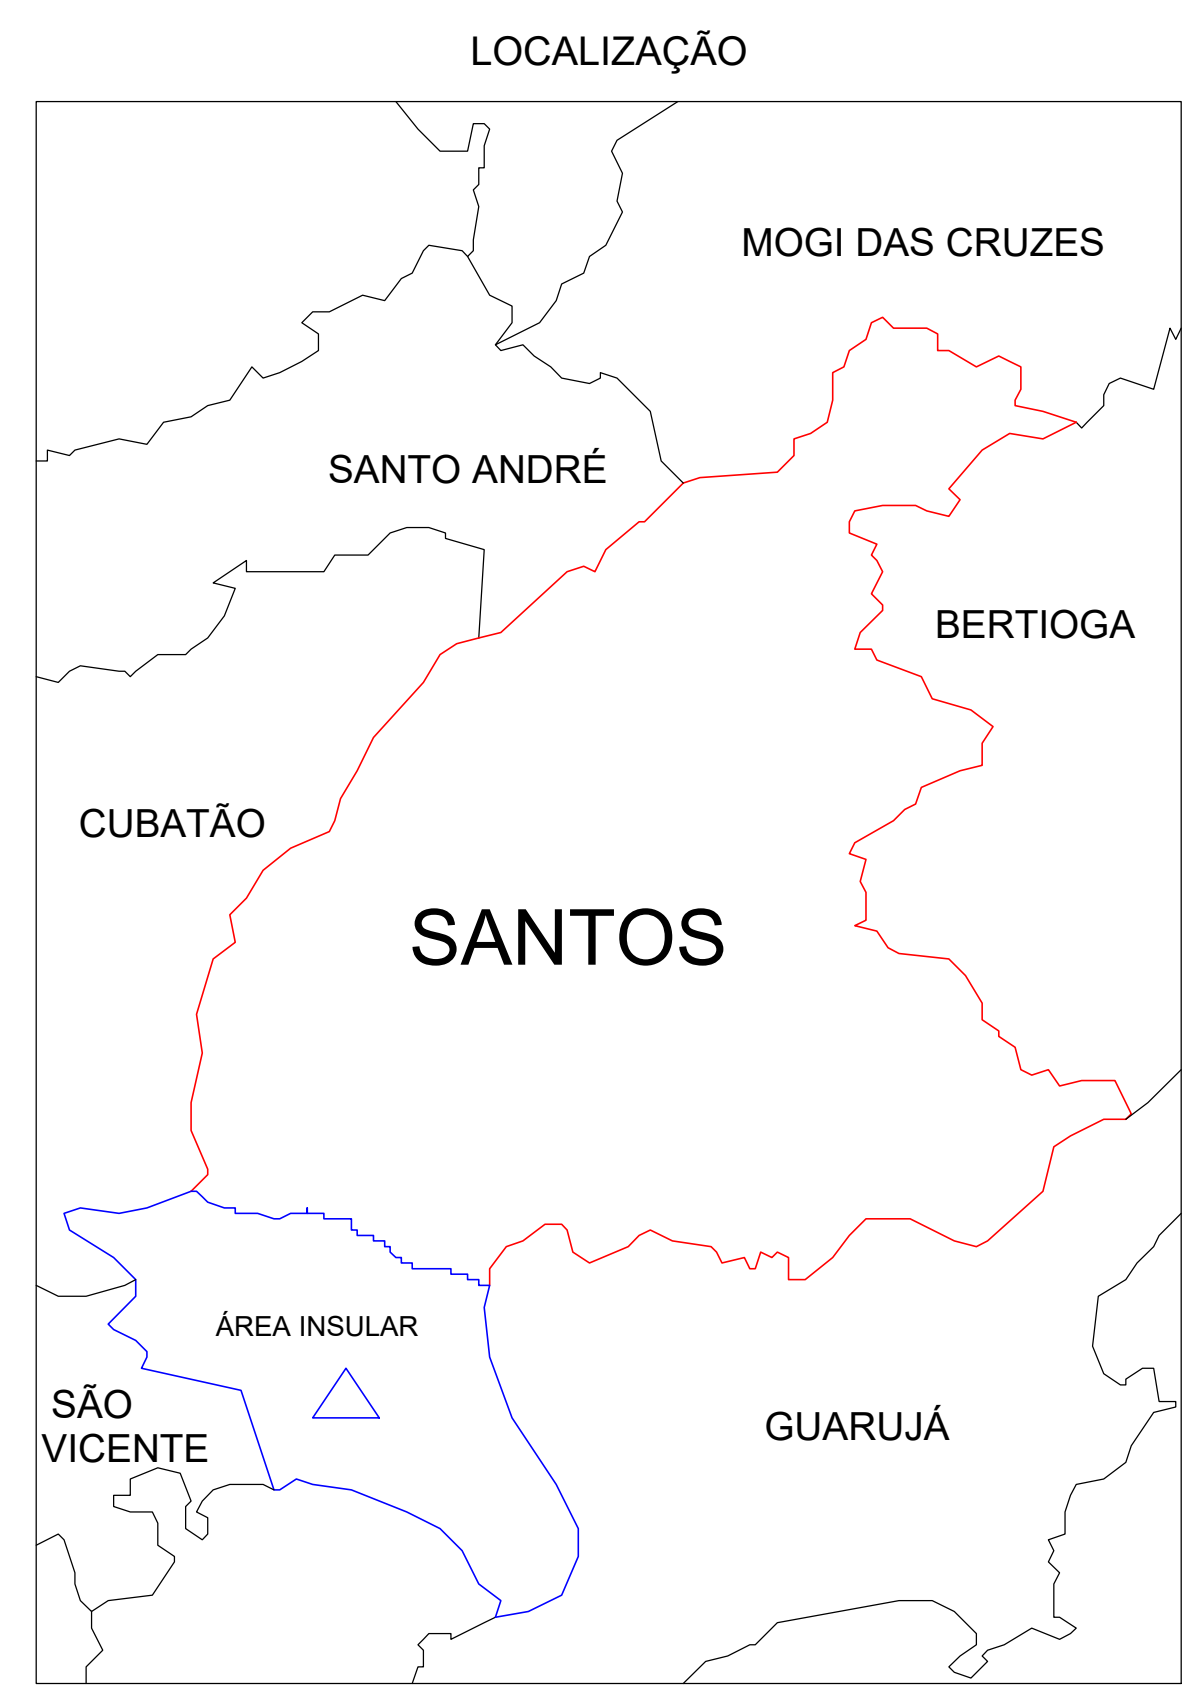 LOCALIZAÇÃO
MOGI DAS CRUZES
SANTO ANDRÉ
BERTIOGA
CUBATÃO
SANTOS
ÁREA INSULAR
SÃO
VICENTE
GUARUJÁ